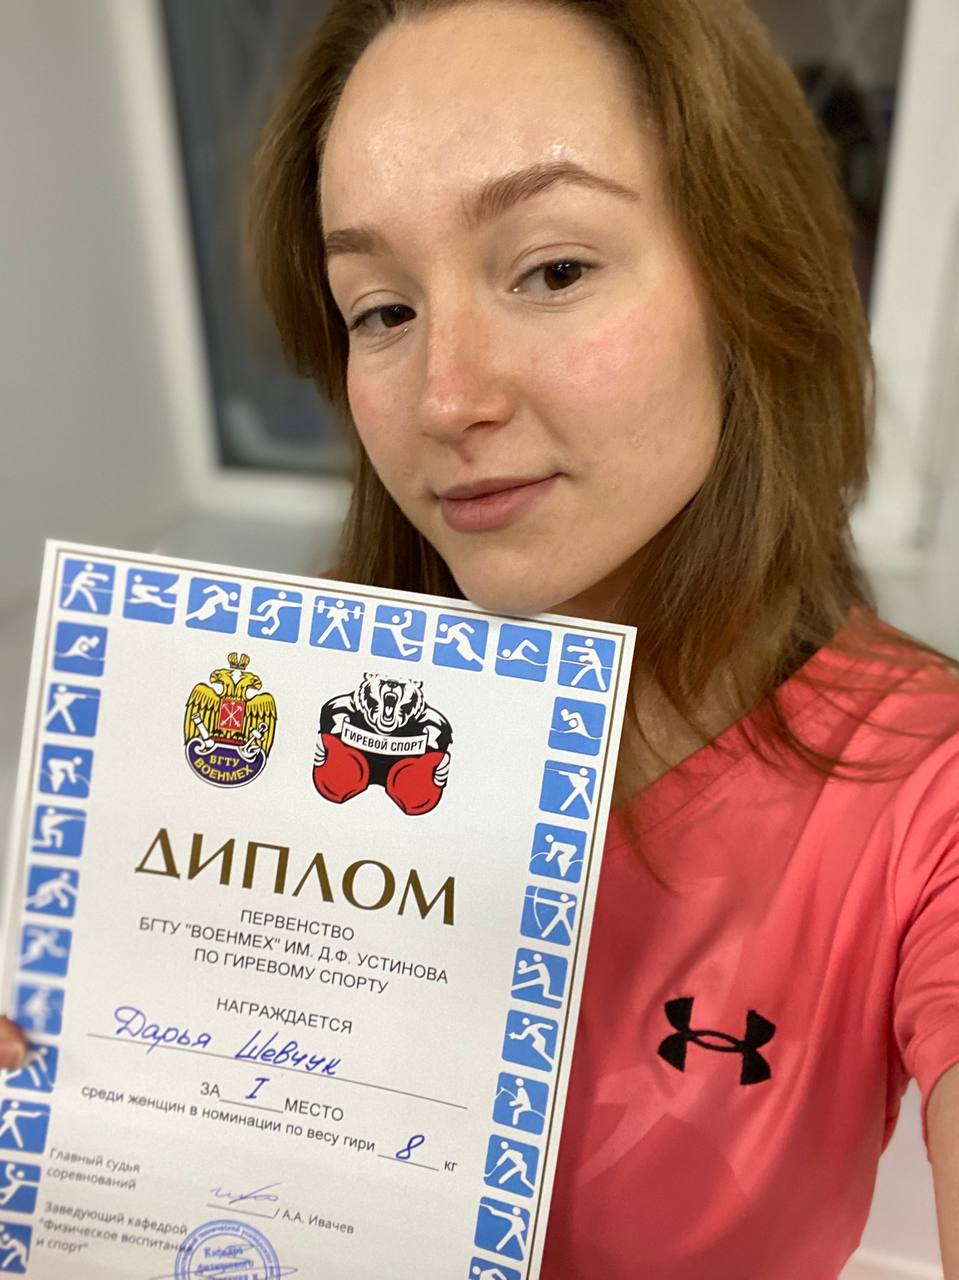 БГТУ
ВОЕНМЕХ
ГИРЕВОЙ СПОРТ
ДИПЛОМ
ПЕРВЕНСТВО
БГТУ "ВОЕНМЕХ" ИМ. Д.Ф. УСТИНОВА
ПО ГИРЕВОМУ СПОРТУ
НАГРАЖДАЕТСЯ
Дарья Шевчук
ЗА I МЕСТО
среди женщин в номинации по весу гири 8 кг
Главный судья
соревнований
/ А.А. Ивачев
Заведующий кафедрой
"Физическое воспитание
и спорт"
Кафедра